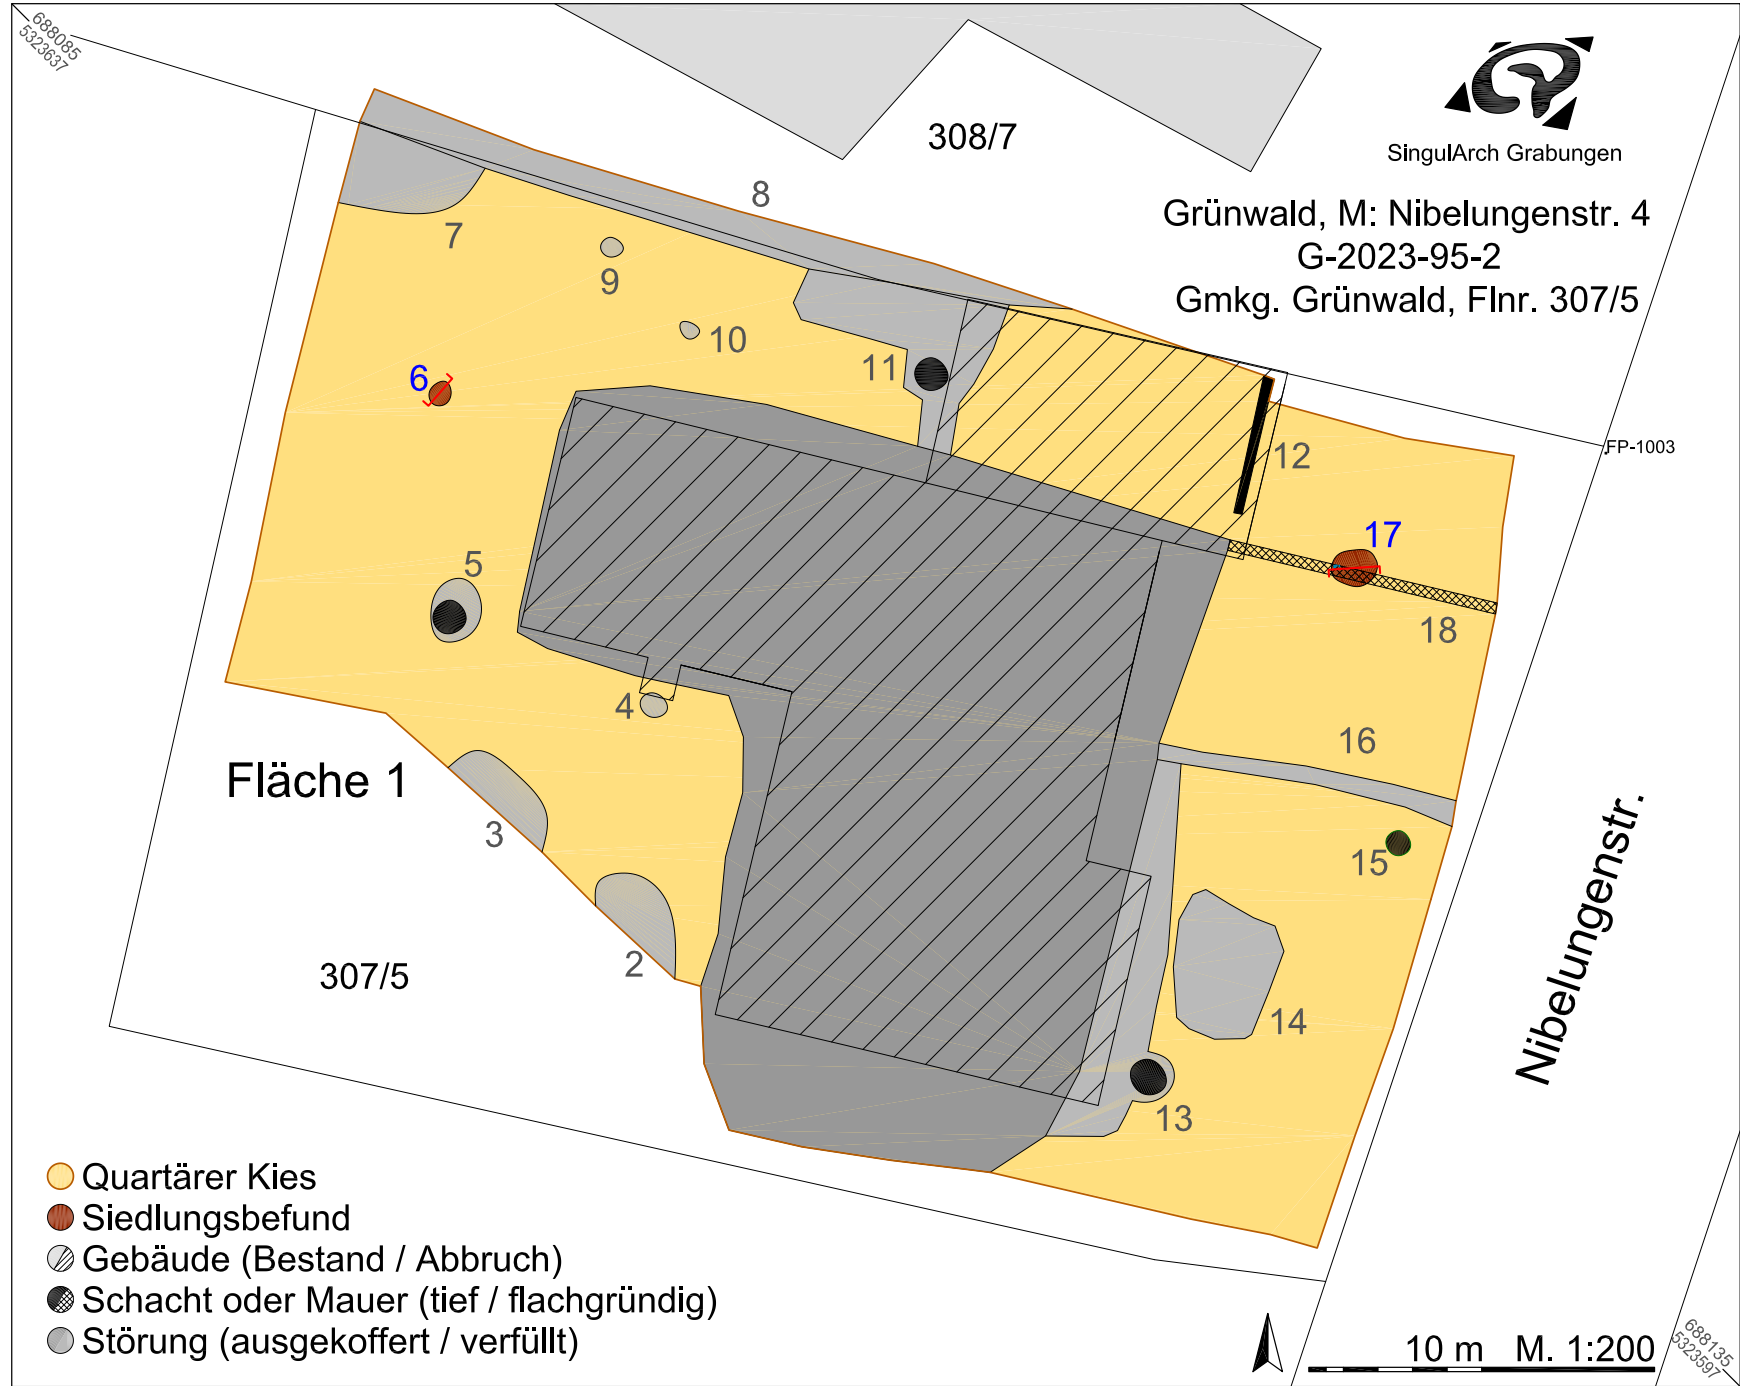 688085
5323637
308/7
SingulArch Grabungen
Grünwald, M: Nibelungenstr. 4
G-2023-95-2
Gmkg. Grünwald, Flnr. 307/5
8
7
9
10
11
6
12
FP-1003
17
5
18
4
16
Fläche 1
3
15
2
307/5
14
13
Nibelungenstr.
Quartärer Kies
Siedlungsbefund
Gebäude (Bestand / Abbruch)
Schacht oder Mauer (tief / flachgründig)
Störung (ausgekoffert / verfüllt)
10 m M. 1:200
688135
5323597